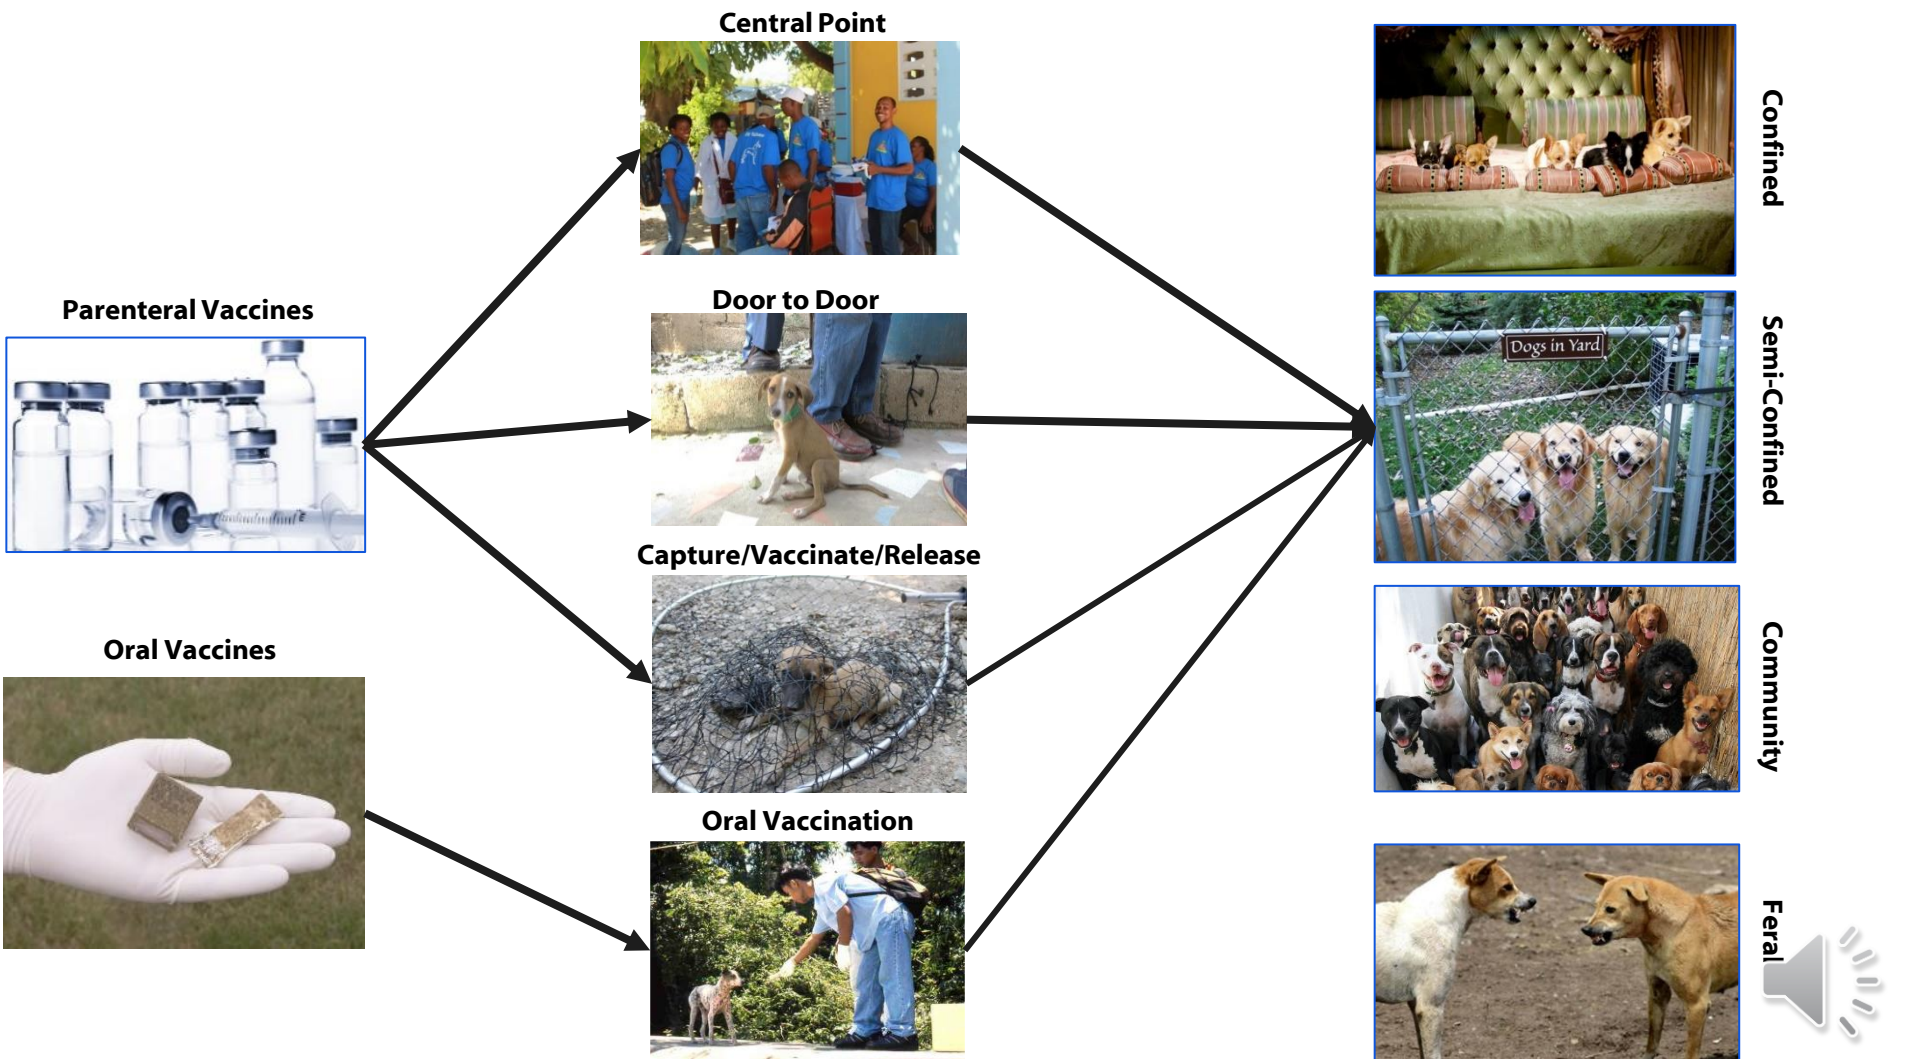 Central Point
Confined
Parenteral Vaccines
Door to Door
Dogs in Yard
Semi-Confined
Capture/Vaccinate/Release
Oral Vaccines
Community
Oral Vaccination
Feral